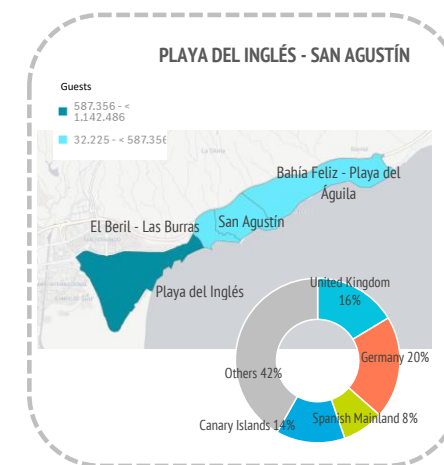 PLAYA DEL INGLÉS - SAN AGUSTÍN
Guests
587.356 - <
1.142.486
32.225 - < 587.356
Bahía Feliz - Playa del
Águila
El Beril - Las Burras
San Agustín
Playa del Inglés
United Kingdom
16%
Germany 20%
Others 42%
Canary Islands 14%
Spanish Mainland 8%